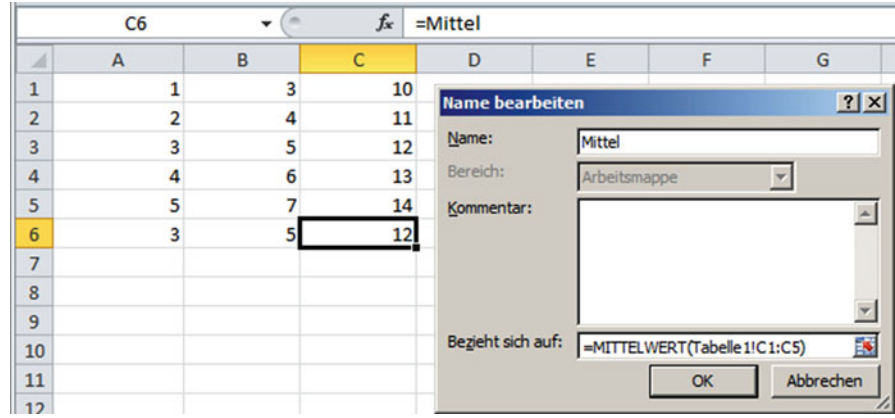 C6 fx =Mittel
A B C D E F G
1 1 3 10
2 2 4 11
3 3 5 12
4 4 6 13
5 5 7 14
6 3 5 12
7
8
9
10
11
12
Name bearbeiten ? X
Name: Mittel
Bereich: Arbeitsmappe
Kommentar:
Bezieht sich auf: =MITTELWERT(Tabelle1!C1:C5)
OK Abbrechen